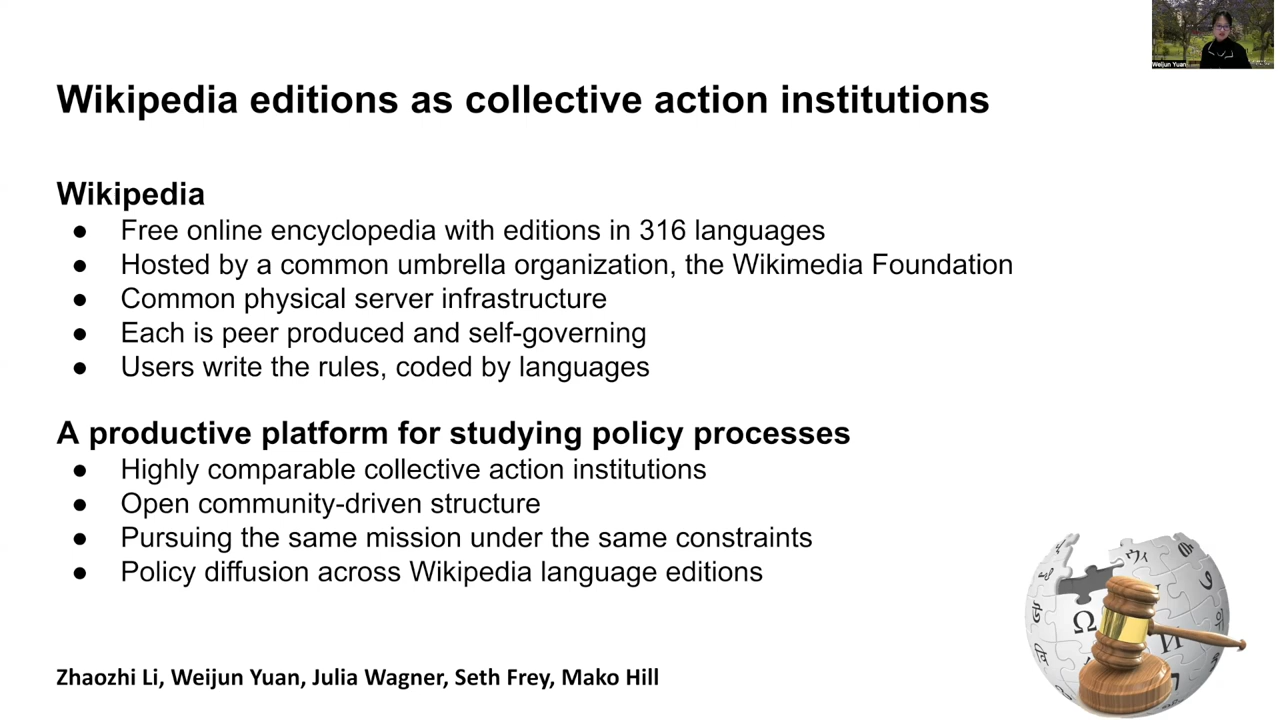 Weijun Yuan
Wikipedia editions as collective action institutions
Wikipedia
● Free online encyclopedia with editions in 316 languages
● Hosted by a common umbrella organization, the Wikimedia Foundation
● Common physical server infrastructure
● Each is peer produced and self-governing
● Users write the rules, coded by languages
A productive platform for studying policy processes
● Highly comparable collective action institutions
● Open community-driven structure
● Pursuing the same mission under the same constraints
● Policy diffusion across Wikipedia language editions
Ω
И
Zhaozhi Li, Weijun Yuan, Julia Wagner, Seth Frey, Mako Hill